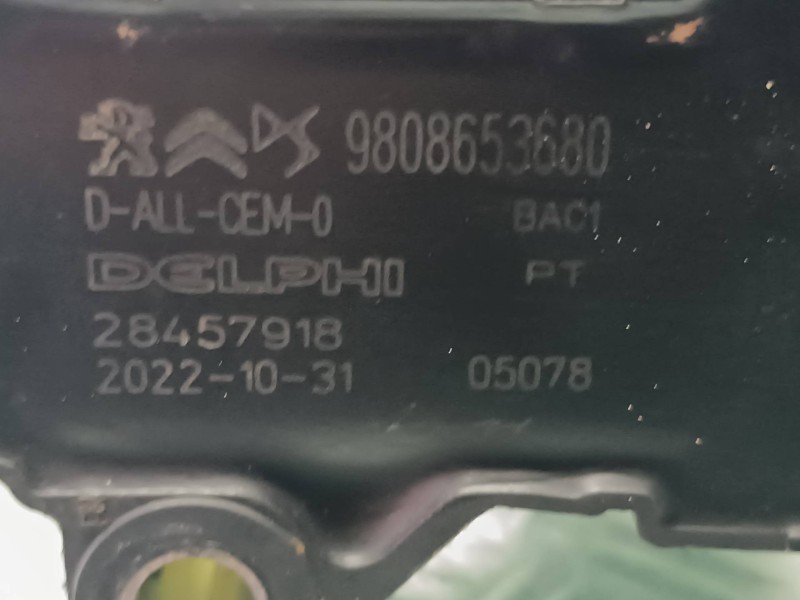 9808653680
D-ALL-CEM-0 BAC1
DELPHI PT
28457918
2022-10-31 05078